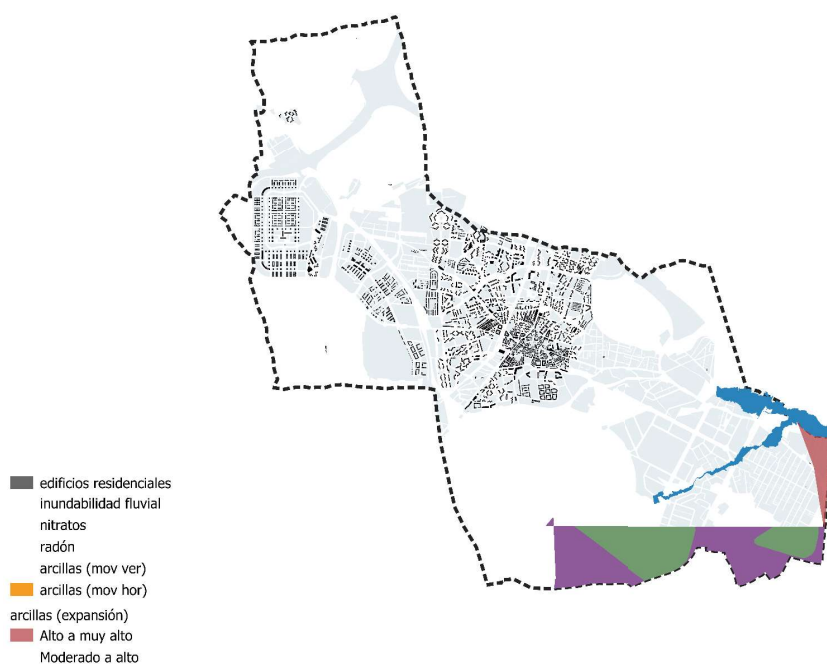 edificios residenciales
inundabilidad fluvial
nitratos
radón
arcillas (mov ver)
arcillas (mov hor)
arcillas (expansión)
Alto a muy alto
Moderado a alto